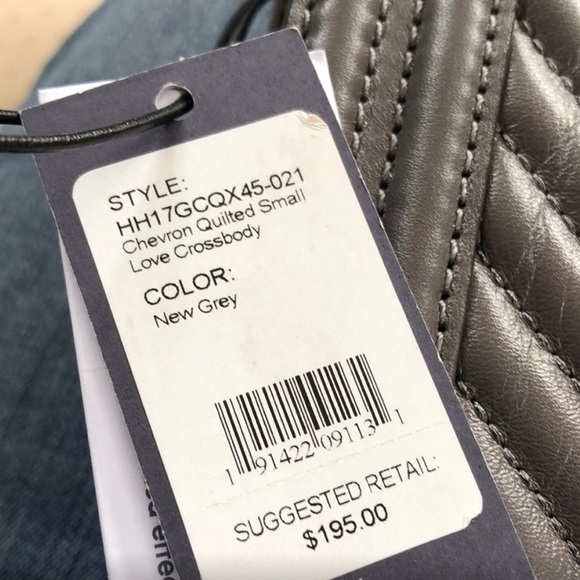 STYLE:
HH17GCQX45-021
Chevron Quilted Small
Love Crossbody
COLOR:
New Grey
1 91422 09113 1
SUGGESTED RETAIL:
$195.00